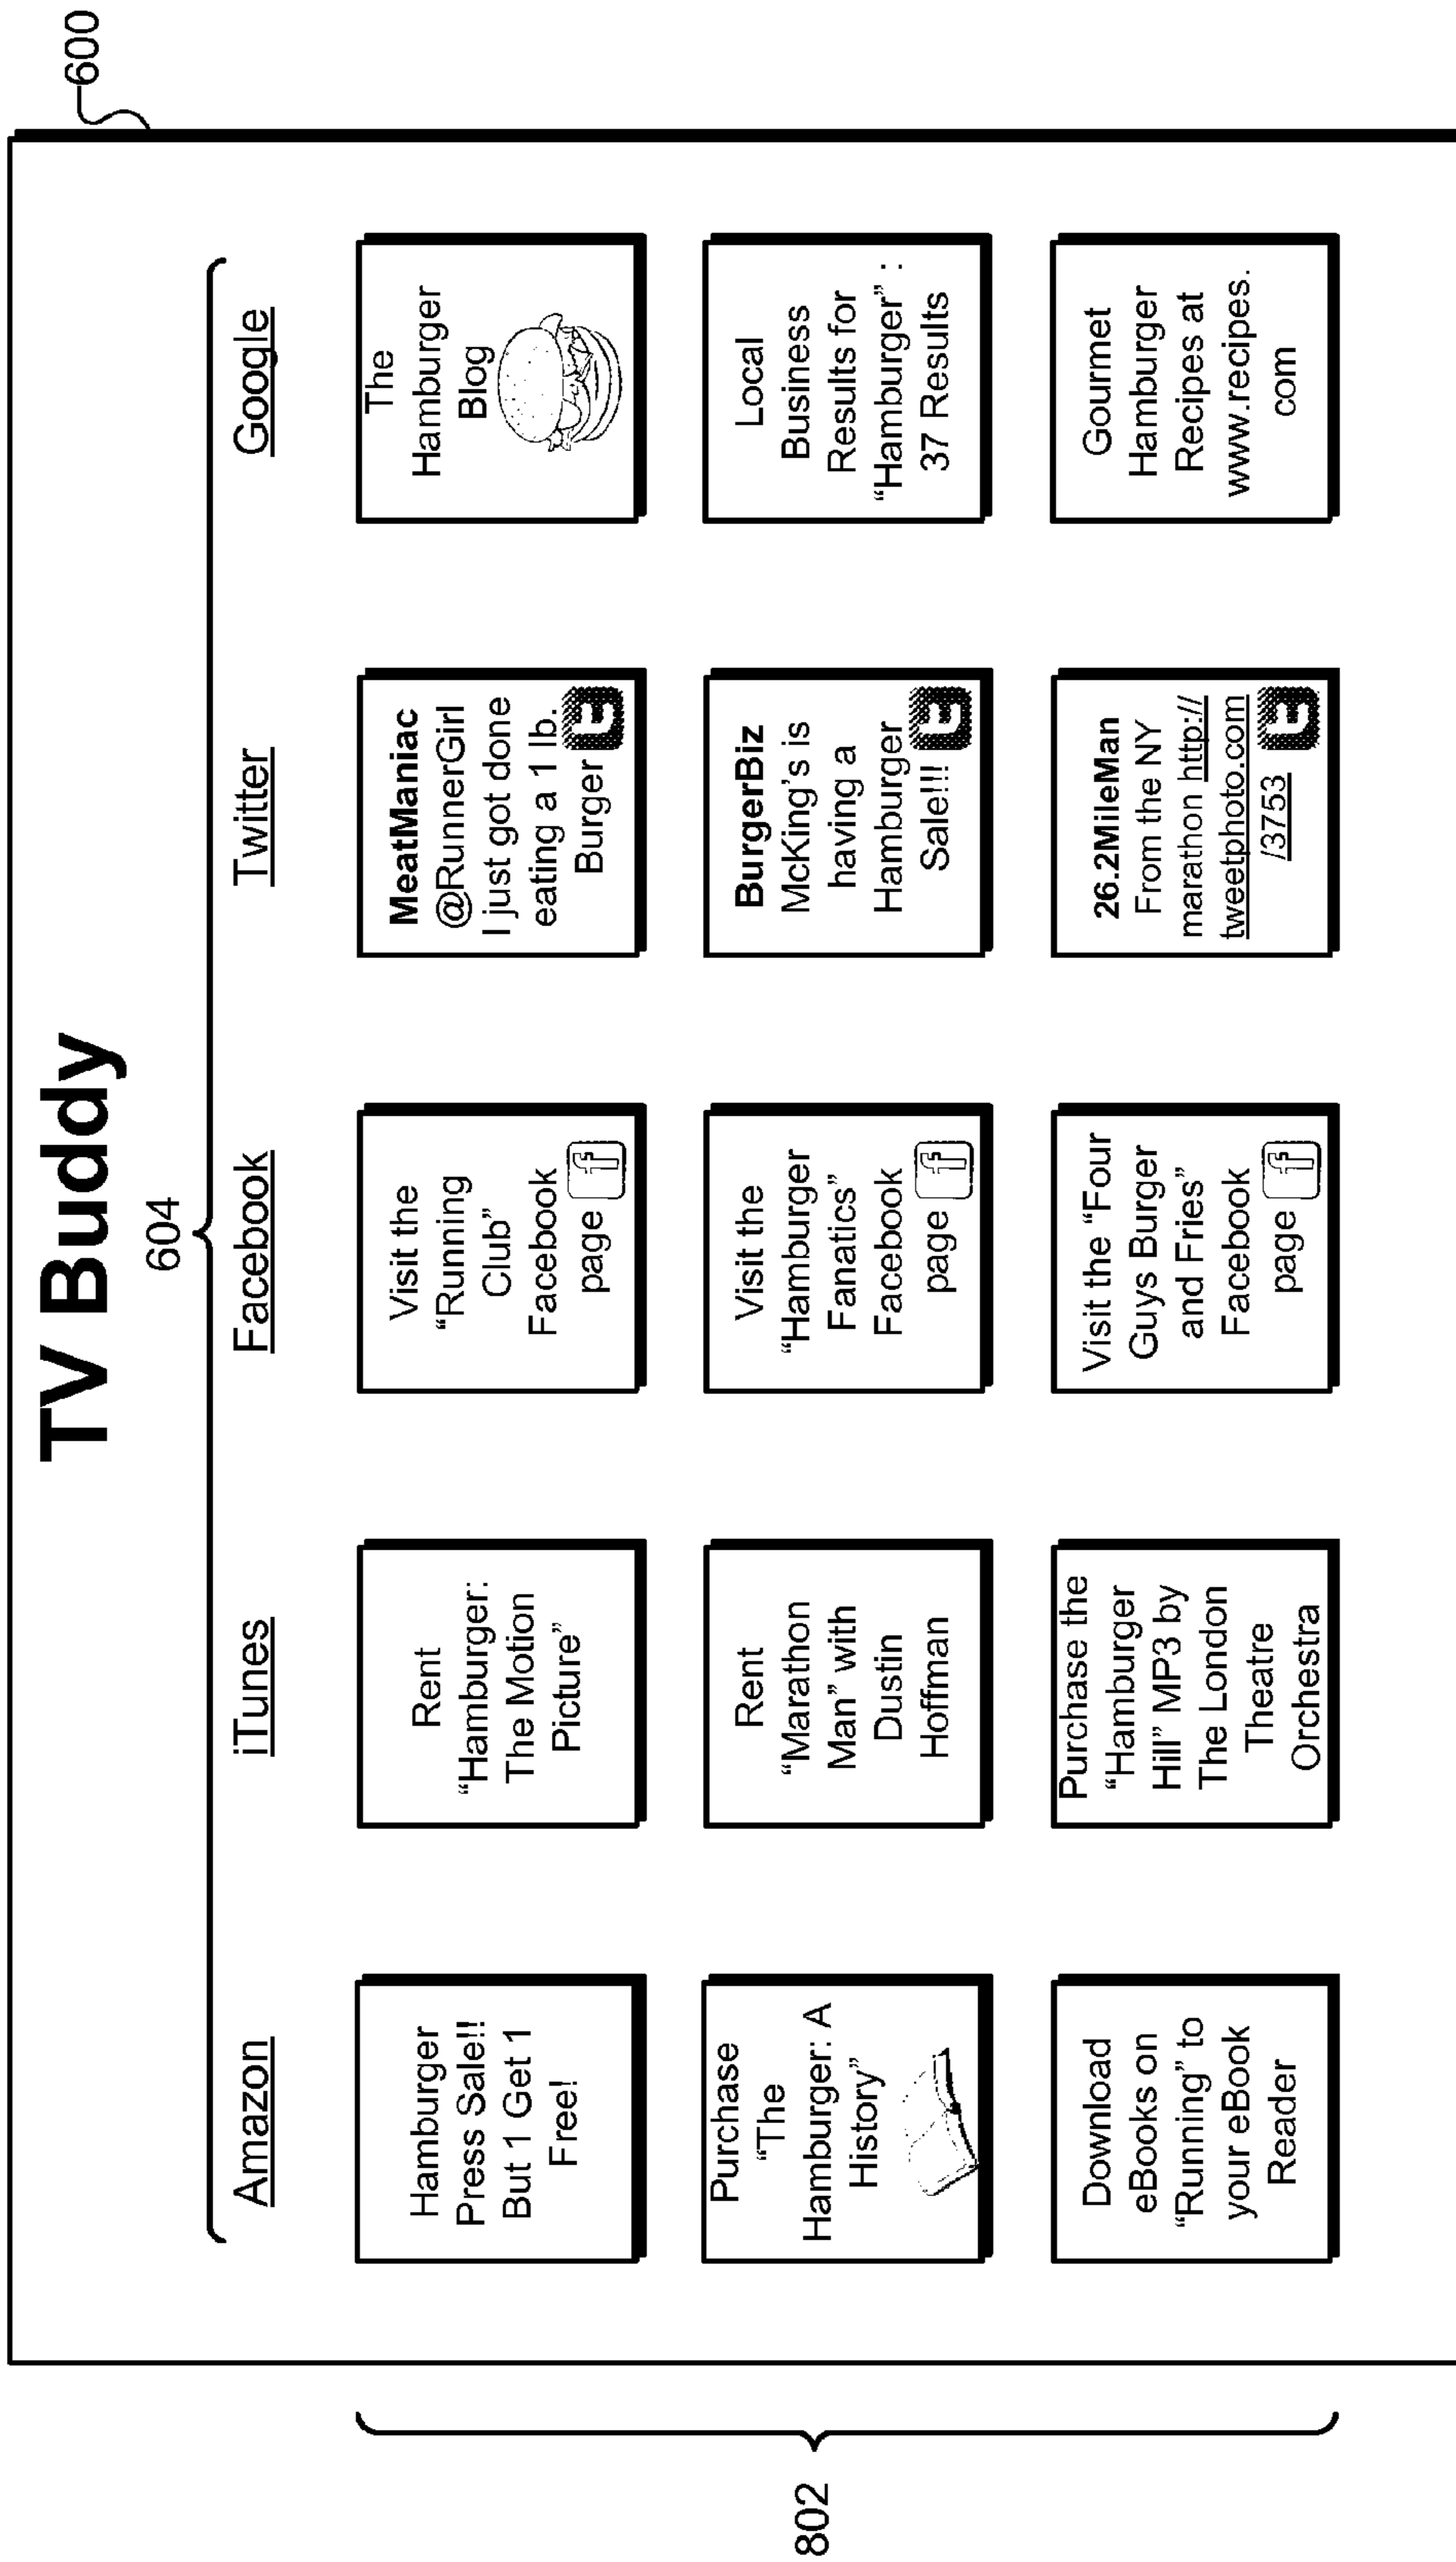 600
TV Buddy
604
Amazon
iTunes
Facebook
Twitter
Google
802
Hamburger
Press Sale!!
But 1 Get 1
Free!
Rent
“Hamburger:
The Motion
Picture”
Visit the
“Running
Club”
Facebook
page f
MeatManiac
@RunnerGirl
I just got done
eating a 1 lb.
Burger t
The
Hamburger
Blog
Purchase
“The
Hamburger: A
History”
Rent
“Marathon
Man” with
Dustin
Hoffman
Visit the
“Hamburger
Fanatics”
Facebook
page f
BurgerBiz
McKing’s is
having a
Hamburger
Sale!!! t
Local
Business
Results for
“Hamburger” :
37 Results
Download
eBooks on
“Running” to
your eBook
Reader
Purchase the
“Hamburger
Hill” MP3 by
The London
Theatre
Orchestra
Visit the “Four
Guys Burger
and Fries”
Facebook
page f
26.2MileMan
From the NY
marathon http://
tweetphoto.com
/3753 t
Gourmet
Hamburger
Recipes at
www.recipes.
com